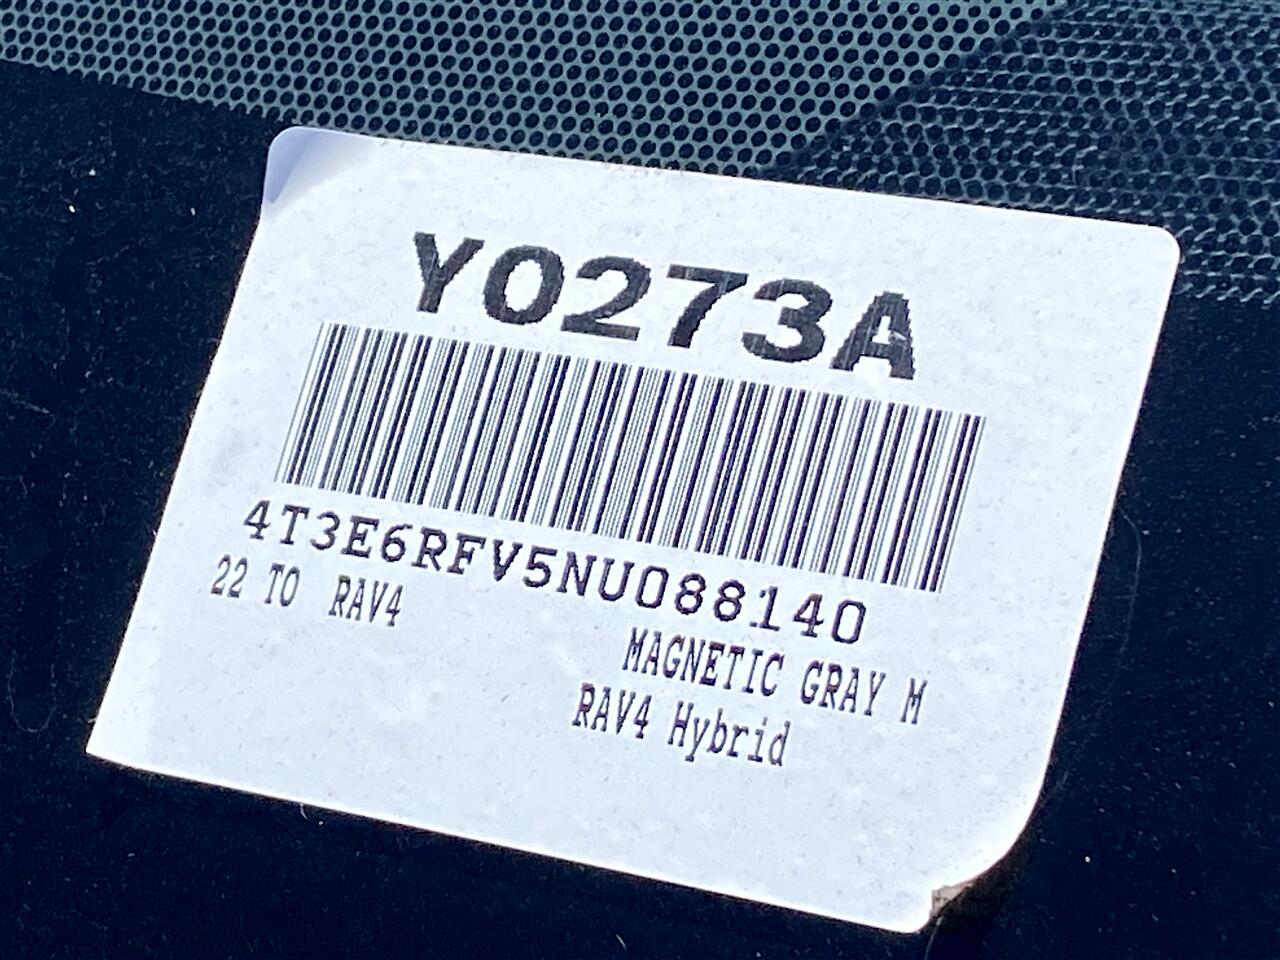 Y0273A
4T3E6RFV5NU088140
22 TO RAV4
MAGNETIC GRAY M
RAV4 Hybrid